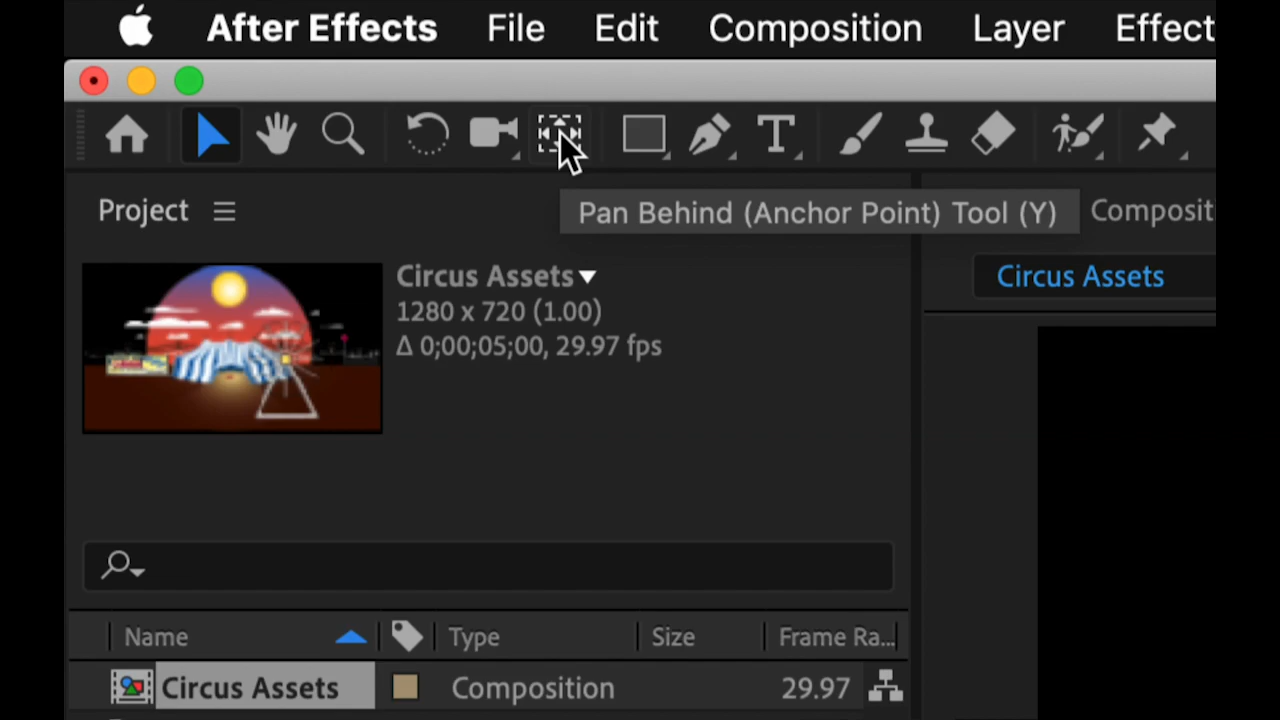 After Effects File Edit Composition Layer Effect
Pan Behind (Anchor Point) Tool (Y)
Project
Composit
Circus Assets
1280 x 720 (1.00)
Δ 0;00;05;00, 29.97 fps
Circus Assets
Name Type Size Frame Ra...
Circus Assets Composition 29.97